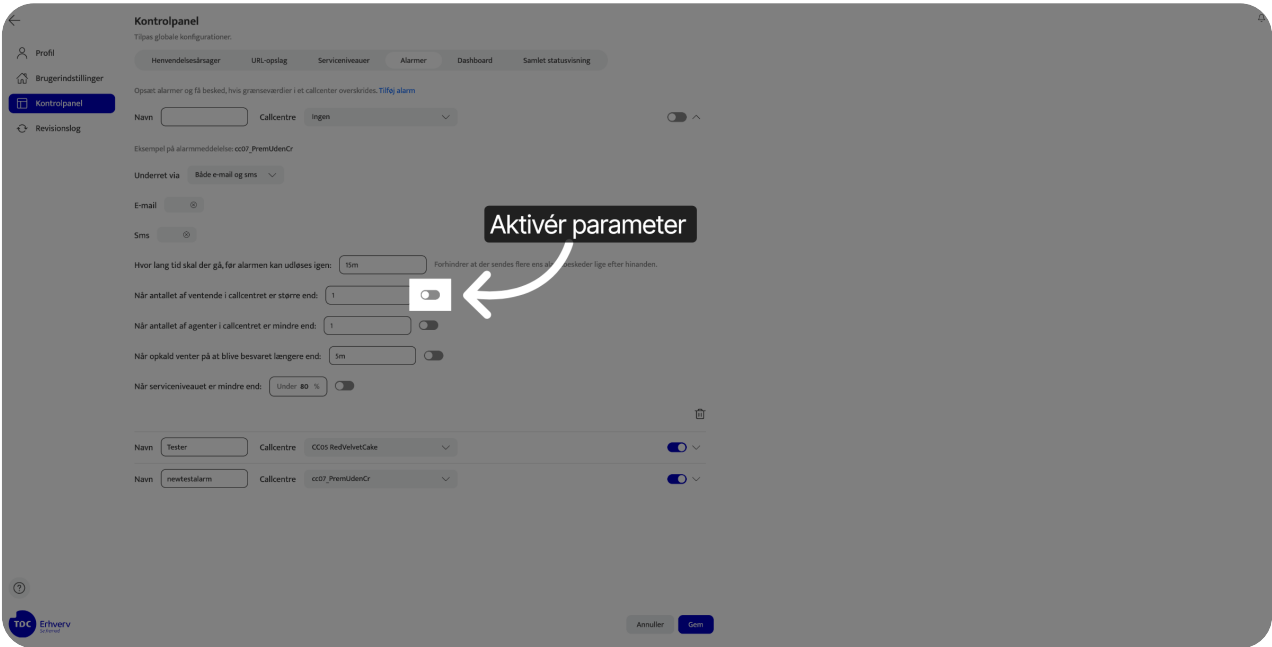 Kontrolpanel
Tilpas globale konfigurationer.
Profil
Brugerindstillinger
Kontrolpanel
Revisionslog
Henvendelsesårsager URL-opslag Serviceniveauer Alarmer Dashboard Samlet statusvisning
Opsæt alarmer og få besked, hvis grænseværdier i et callcenter overskrides. Tilføj alarm
Navn Callcentre Ingen
Eksempel på alarmmeddelelse: cc07_PremUdenCr
Underret via Både e-mail og sms
E-mail
Aktivér parameter
Sms
Hvor lang tid skal der gå, før alarmen kan udløses igen: 15m Forhindrer at der sendes flere ens beskeder lige efter hinanden.
Når antallet af ventende i callcentret er større end: 1
Når antallet af agenter i callcentret er mindre end: 1
Når opkald venter på at blive besvaret længere end: 5m
Når serviceniveauet er mindre end: Under 80 %
Navn Tester Callcentre CC05 RedVelvetCake
Navn newtestalarm Callcentre cc07_PremUdenCr
TOC Erhverv
Annuller Gem